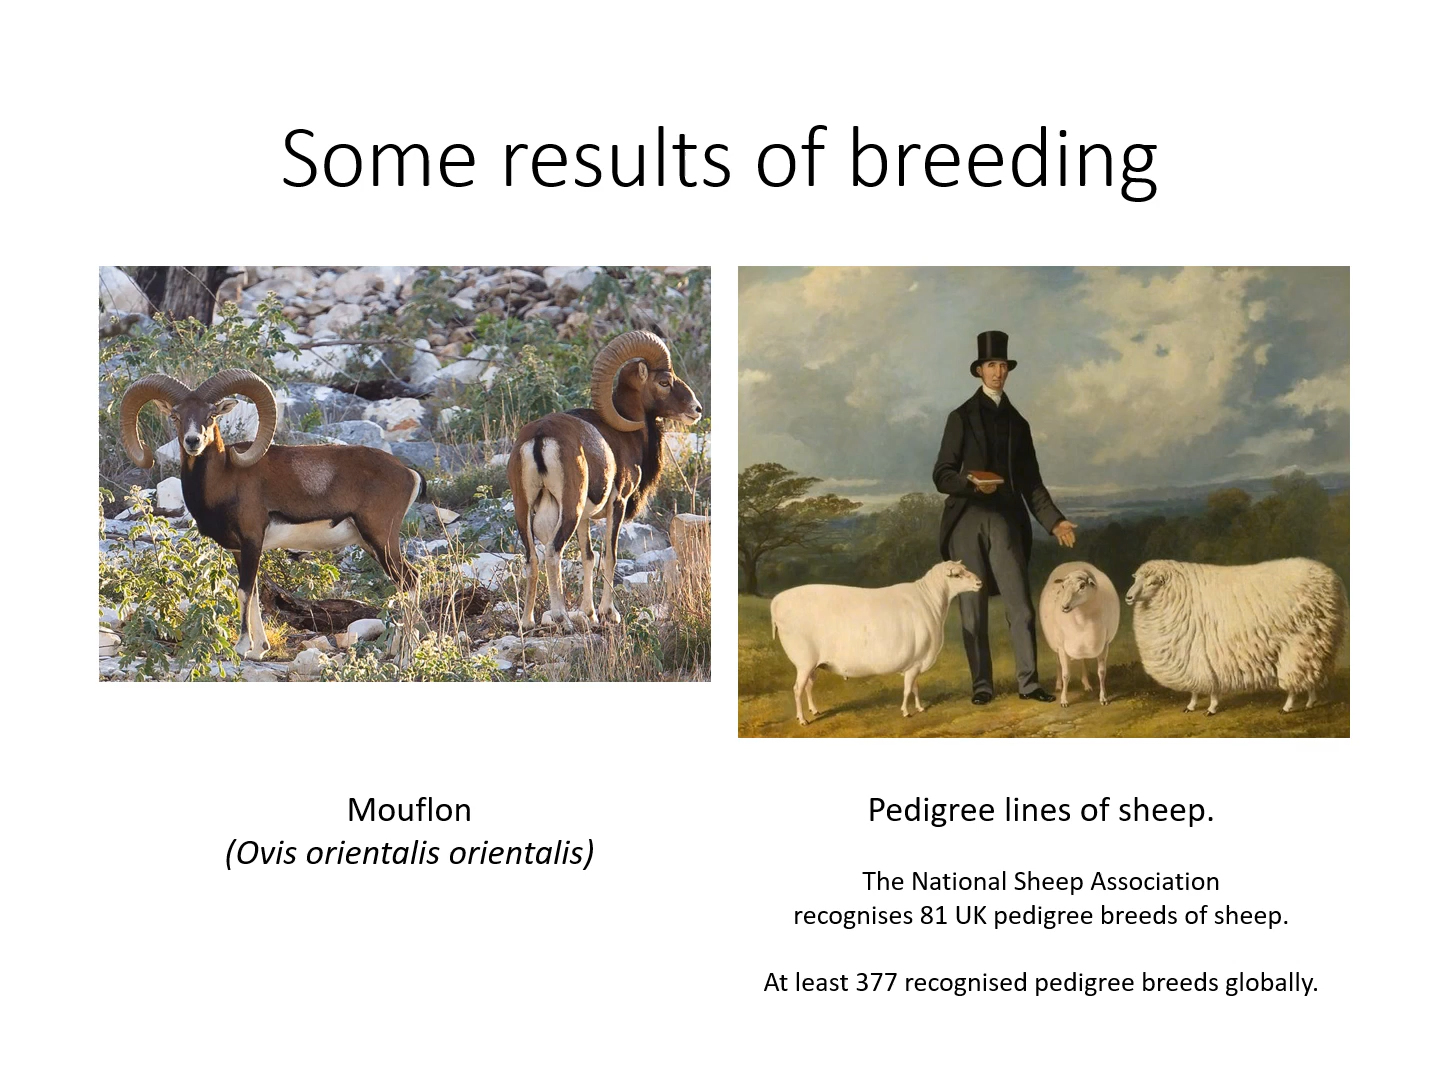 Some results of breeding
Mouflon
(Ovis orientalis orientalis)
Pedigree lines of sheep.
The National Sheep Association
recognises 81 UK pedigree breeds of sheep.
At least 377 recognised pedigree breeds globally.